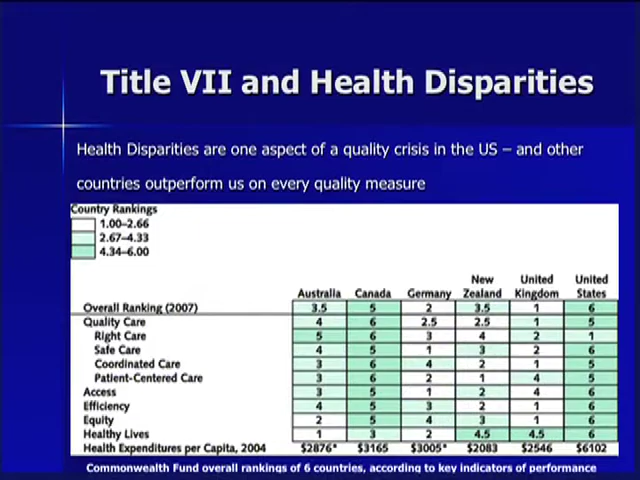 Title VII and Health Disparities
Health Disparities are one aspect of a quality crisis in the US – and other
countries outperform us on every quality measure
Country Rankings
1.00–2.66
2.67–4.33
4.34–6.00
Australia Canada Germany New Zealand United Kingdom United States
Overall Ranking (2007) 3.5 5 2 3.5 1 6
Quality Care 4 6 2.5 2.5 1 5
Right Care 5 6 3 4 2 1
Safe Care 4 5 1 3 2 6
Coordinated Care 3 6 4 2 1 5
Patient-Centered Care 3 6 2 1 4 5
Access 3 5 1 2 4 6
Efficiency 4 5 3 2 1 6
Equity 2 5 4 3 1 6
Healthy Lives 1 3 2 4.5 4.5 6
Health Expenditures per Capita, 2004 $2876* $3165 $3005* $2083 $2546 $6102
Commonwealth Fund overall rankings of 6 countries, according to key indicators of performance